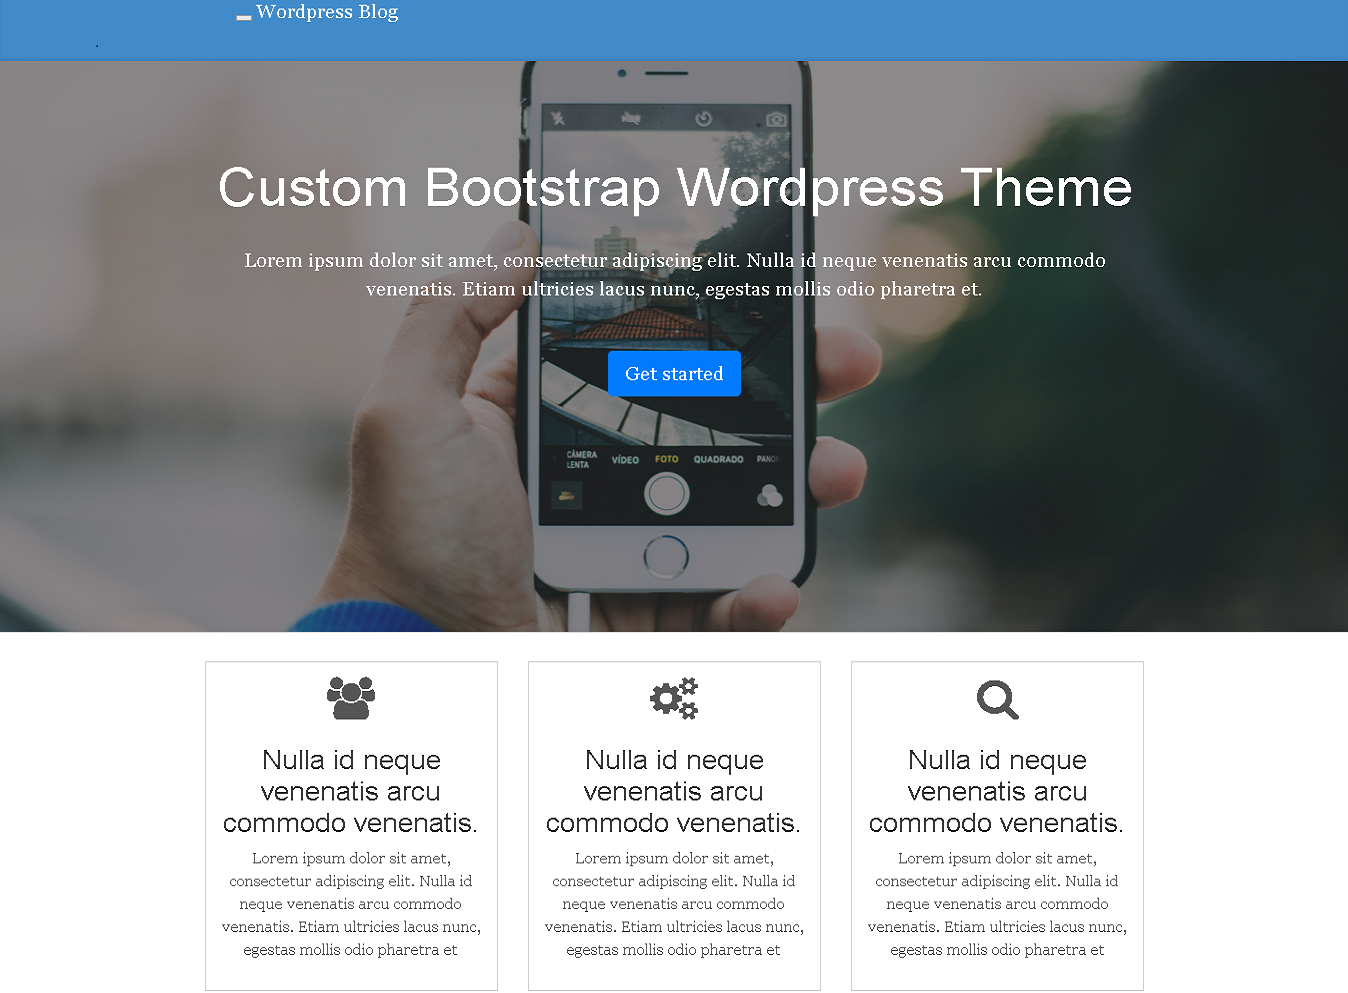 Wordpress Blog
Custom Bootstrap Wordpress Theme
Lorem ipsum dolor sit amet, consectetur adipiscing elit. Nulla id neque venenatis arcu commodo
venenatis. Etiam ultricies lacus nunc, egestas mollis odio pharetra et.
Get started
CÂMERA
LENTA
VÍDEO FOTO QUADRADO
Nulla id neque
venenatis arcu
commodo venenatis.
Lorem ipsum dolor sit amet,
consectetur adipiscing elit. Nulla id
neque venenatis arcu commodo
venenatis. Etiam ultricies lacus nunc,
egestas mollis odio pharetra et
Nulla id neque
venenatis arcu
commodo venenatis.
Lorem ipsum dolor sit amet,
consectetur adipiscing elit. Nulla id
neque venenatis arcu commodo
venenatis. Etiam ultricies lacus nunc,
egestas mollis odio pharetra et
Nulla id neque
venenatis arcu
commodo venenatis.
Lorem ipsum dolor sit amet,
consectetur adipiscing elit. Nulla id
neque venenatis arcu commodo
venenatis. Etiam ultricies lacus nunc,
egestas mollis odio pharetra et